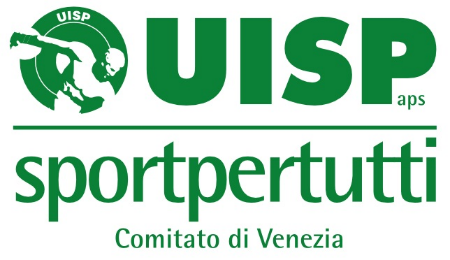 UISP
UISP
aps
sportpertutti
Comitato di Venezia